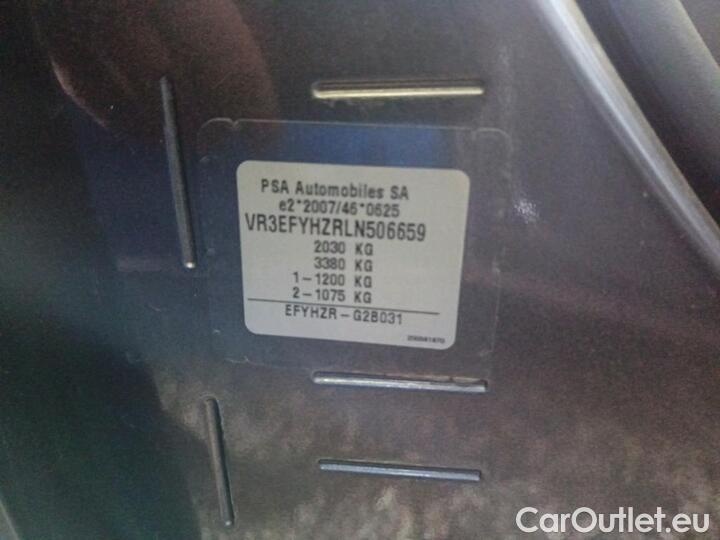 PSA Automobiles SA
e2*2007/46*0625
VR3EFYHZRLN506659
2030 KG
3380 KG
1-1200 KG
2-1075 KG
EFYHZR-G2B031
CarOutlet.eu